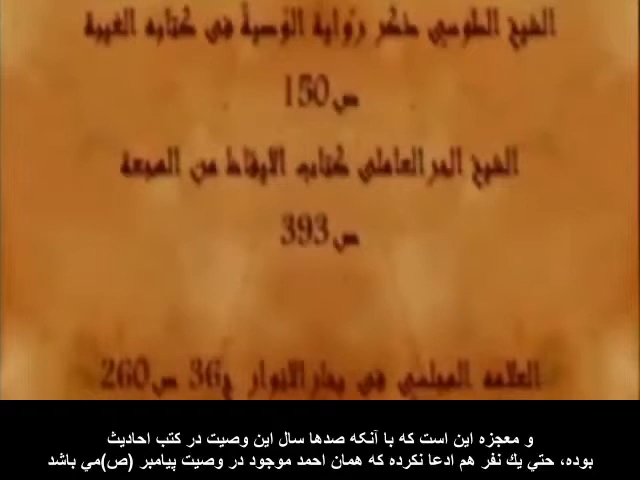 الشيخ الطوسي ذكر رواية الوصية في كتابه الغيبة
ص150
الشيخ الحر العاملي كتاب الايقاظ من الهجعة
ص393
العلامه المجلسي في بحار الانوار ج36 ص260
و معجزه اين است كه با آنكه صدها سال اين وصيت در كتب احاديث
بوده، حتي يك نفر هم ادعا نكرده كه همان احمد موجود در وصيت پيامبر (ص)مي باشد